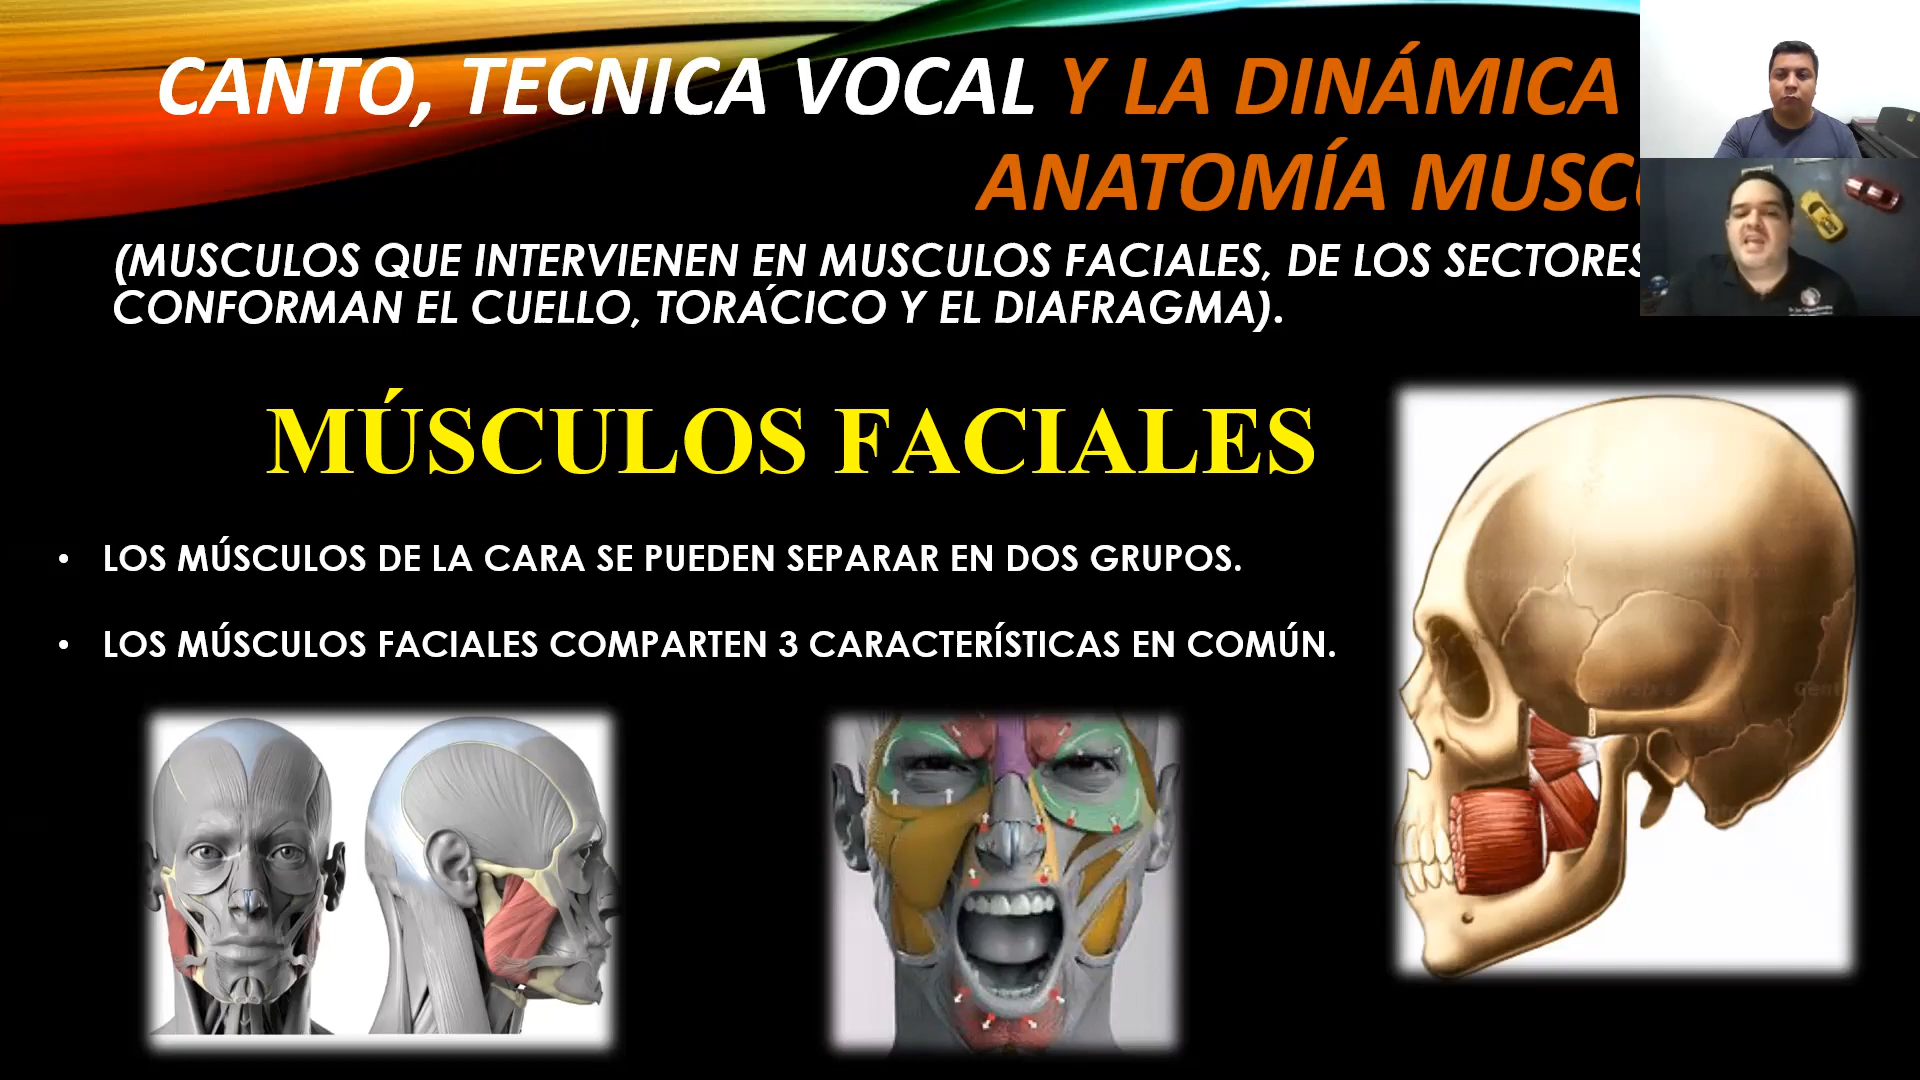 CANTO, TECNICA VOCAL Y LA DINÁMICA
ANATOMÍA MUSC
(MUSCULOS QUE INTERVIENEN EN MUSCULOS FACIALES, DE LOS SECTORES
CONFORMAN EL CUELLO, TORÁCICO Y EL DIAFRAGMA).
MÚSCULOS FACIALES
• LOS MÚSCULOS DE LA CARA SE PUEDEN SEPARAR EN DOS GRUPOS.
• LOS MÚSCULOS FACIALES COMPARTEN 3 CARACTERÍSTICAS EN COMÚN.